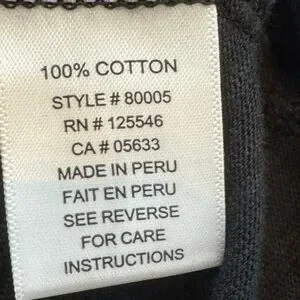 100% COTTON
STYLE # 80005
RN # 125546
CA # 05633
MADE IN PERU
FAIT EN PERU
SEE REVERSE
FOR CARE
INSTRUCTIONS